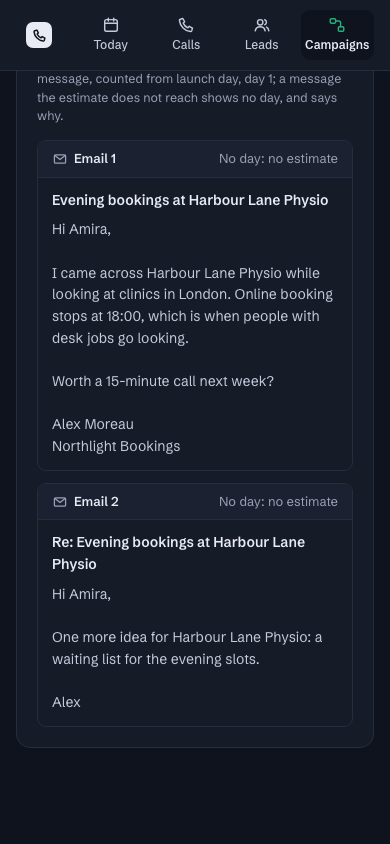 Today
Calls
Leads
Campaigns
message, counted from launch day, day 1; a message
the estimate does not reach shows no day, and says
why.
Email 1
No day: no estimate
Evening bookings at Harbour Lane Physio
Hi Amira,
I came across Harbour Lane Physio while
looking at clinics in London. Online booking
stops at 18:00, which is when people with
desk jobs go looking.
Worth a 15-minute call next week?
Alex Moreau
Northlight Bookings
Email 2
No day: no estimate
Re: Evening bookings at Harbour Lane
Physio
Hi Amira,
One more idea for Harbour Lane Physio: a
waiting list for the evening slots.
Alex